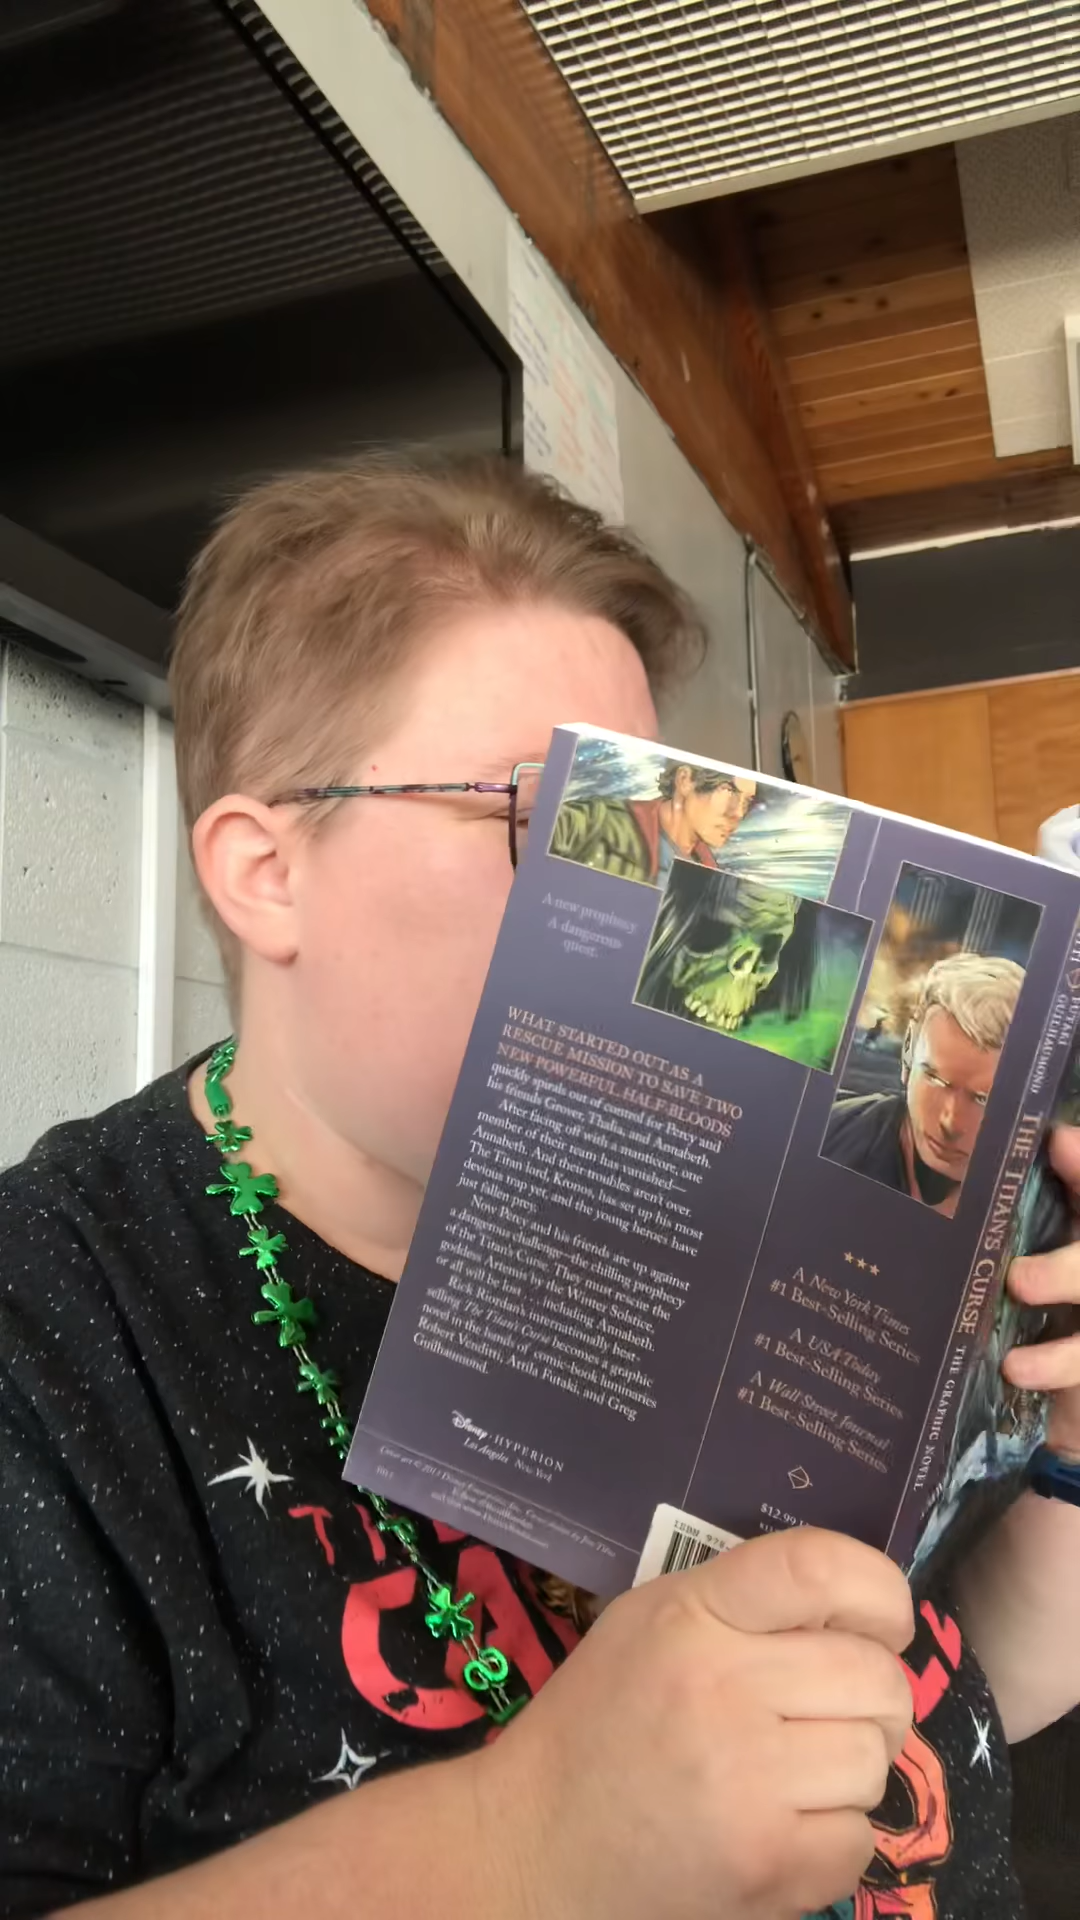 A new prophecy.
A dangerous
quest.
WHAT STARTED OUT AS A
RESCUE MISSION TO SAVE TWO
NEW POWERFUL HALF-BLOODS
quickly spirals out of control for Percy and
his friends Grover, Thalia, and Annabeth.
After facing off with a manticore, one
member of their team has vanished—
Annabeth. And their troubles aren't over.
The Titan lord, Kronos, has set up his most
devious trap yet, and the young heroes have
just fallen prey.
Now Percy and his friends are up against
a dangerous challenge—the chilling prophecy
of the Titan's Curse. They must rescue the
goddess Artemis by the Winter Solstice,
or all will be lost . . . including Annabeth.
Rick Riordan's internationally best-
selling The Titan's Curse becomes a graphic
novel in the hands of comic-book luminaries
Robert Venditti, Attila Futaki, and Greg
Guilhaumond.
Disney • HYPERION
Los Angeles New York
★★★
A New York Times
#1 Best-Selling Series
A USA Today
#1 Best-Selling Series
A Wall Street Journal
#1 Best-Selling Series
$12.99
ISBN 978-
FUTAKI
GUILHAUMOND
THE TITAN'S CURSE THE GRAPHIC NOVEL